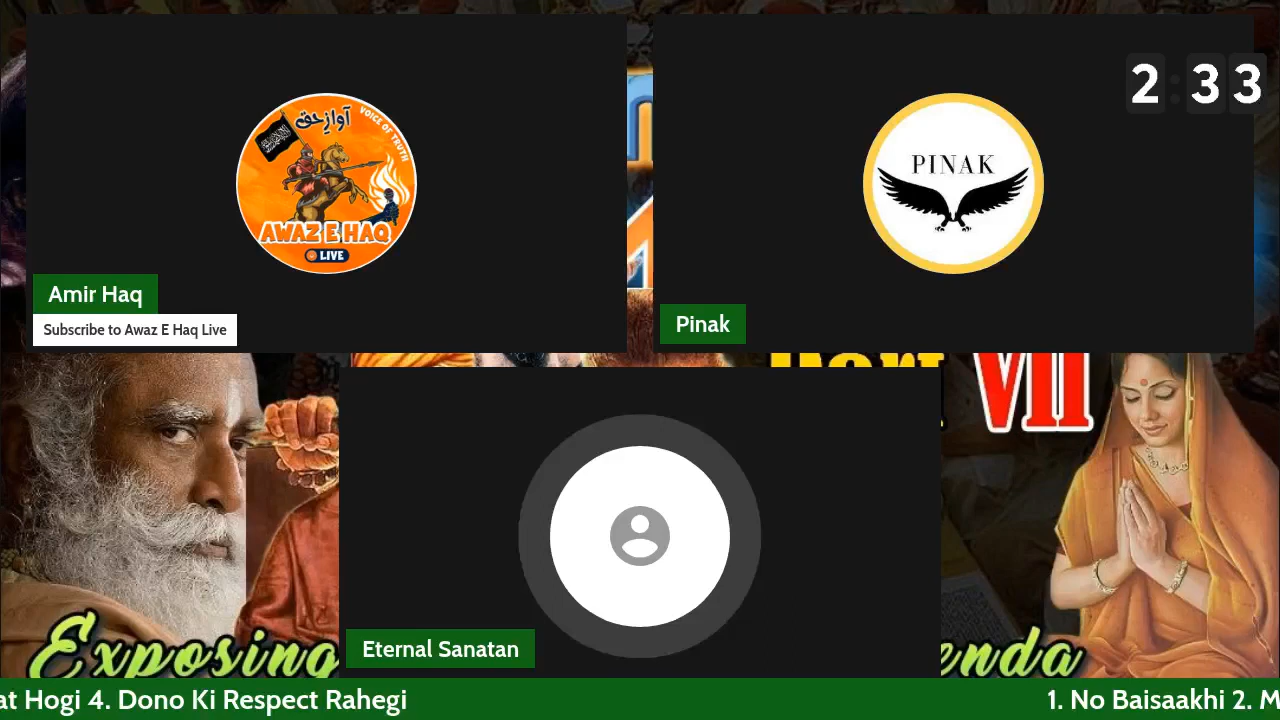 آوازِ حق
VOICE OF TRUTH
AWAZ E HAQ
LIVE
Amir Haq
Subscribe to Awaz E Haq Live
PINAK
Pinak
2:33
VII
Exposing
enda
Eternal Sanatan
at Hogi 4. Dono Ki Respect Rahegi
1. No Baisaakhi 2. M